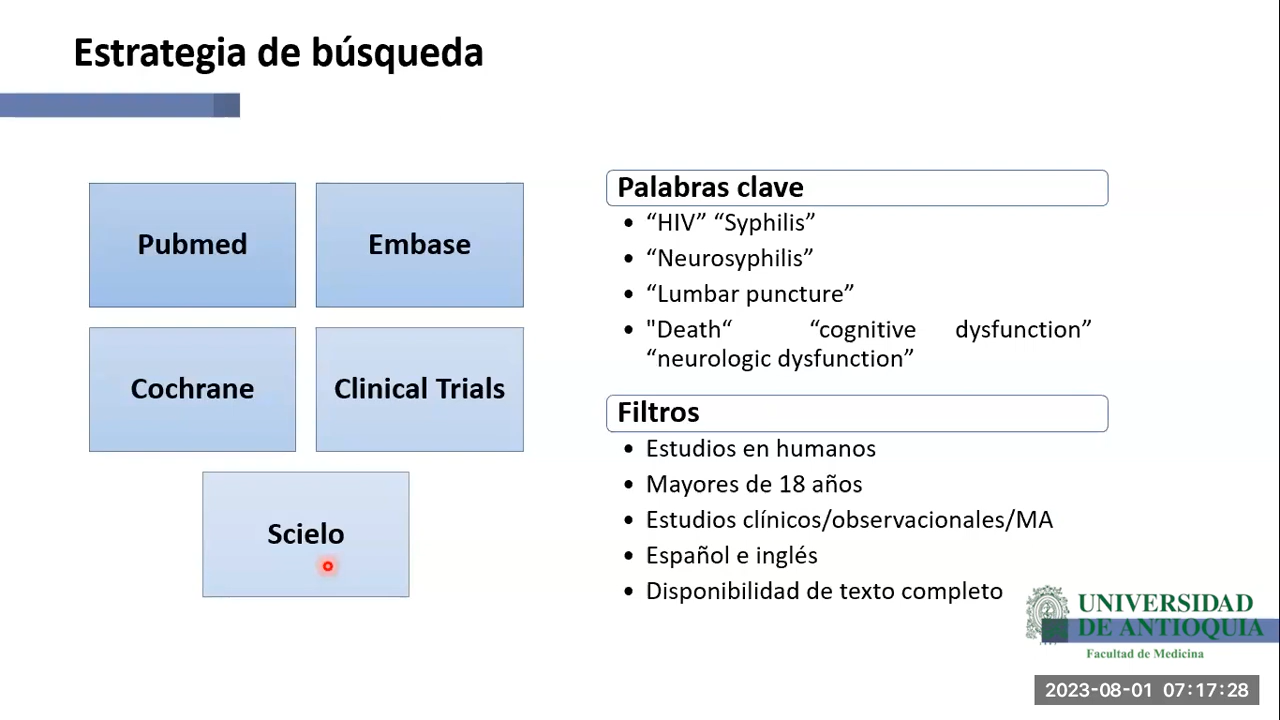 Estrategia de búsqueda
Pubmed
Embase
Cochrane
Clinical Trials
Scielo
Palabras clave
• “HIV” “Syphilis”
• “Neurosyphilis”
• “Lumbar puncture”
• "Death“ “cognitive dysfunction”
“neurologic dysfunction”
Filtros
• Estudios en humanos
• Mayores de 18 años
• Estudios clínicos/observacionales/MA
• Español e inglés
• Disponibilidad de texto completo
UNIVERSIDAD
DE ANTIOQUIA
Facultad de Medicina
2023-08-01 07:17:28